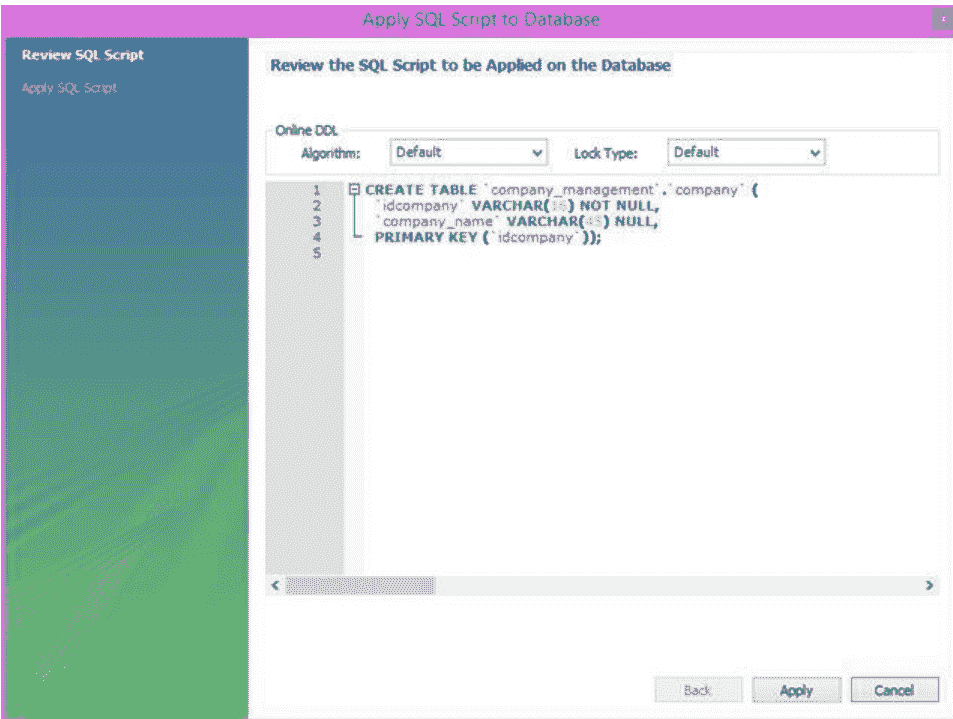 Apply SQL Script to Database
Review SQL Script
Apply SQL Script
Review the SQL Script to be Applied on the Database
Online DDL
Algorithm: Default Lock Type: Default
1 CREATE TABLE `company_management`.`company` (
2 `idcompany` VARCHAR() NOT NULL,
3 `company_name` VARCHAR(45) NULL,
4 PRIMARY KEY (`idcompany`));
5
Back Apply Cancel